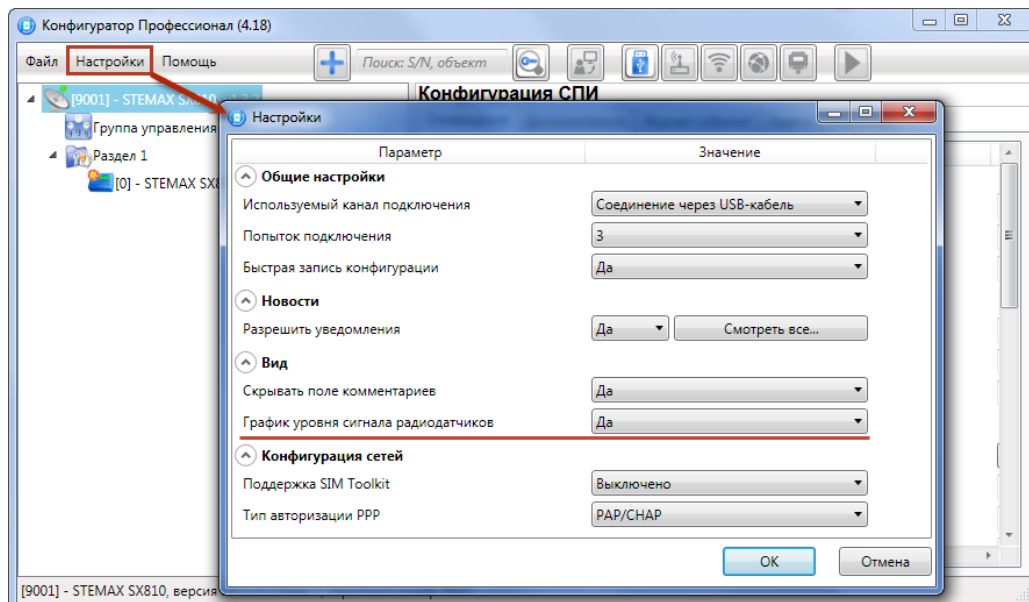 Конфигуратор Профессионал (4.18)
Файл Настройки Помощь Поиск: S/N, объект
[9001] - STEMAX SX810
Конфигурация СПИ
Группа управления
Раздел 1
[0] - STEMAX SX8
Настройки
Параметр Значение
Общие настройки
Используемый канал подключения Соединение через USB-кабель
Попыток подключения 3
Быстрая запись конфигурации Да
Новости
Разрешить уведомления Да Смотреть все...
Вид
Скрывать поле комментариев Да
График уровня сигнала радиодатчиков Да
Конфигурация сетей
Поддержка SIM Toolkit Выключено
Тип авторизации PPP PAP/CHAP
OK Отмена
[9001] - STEMAX SX810, версия